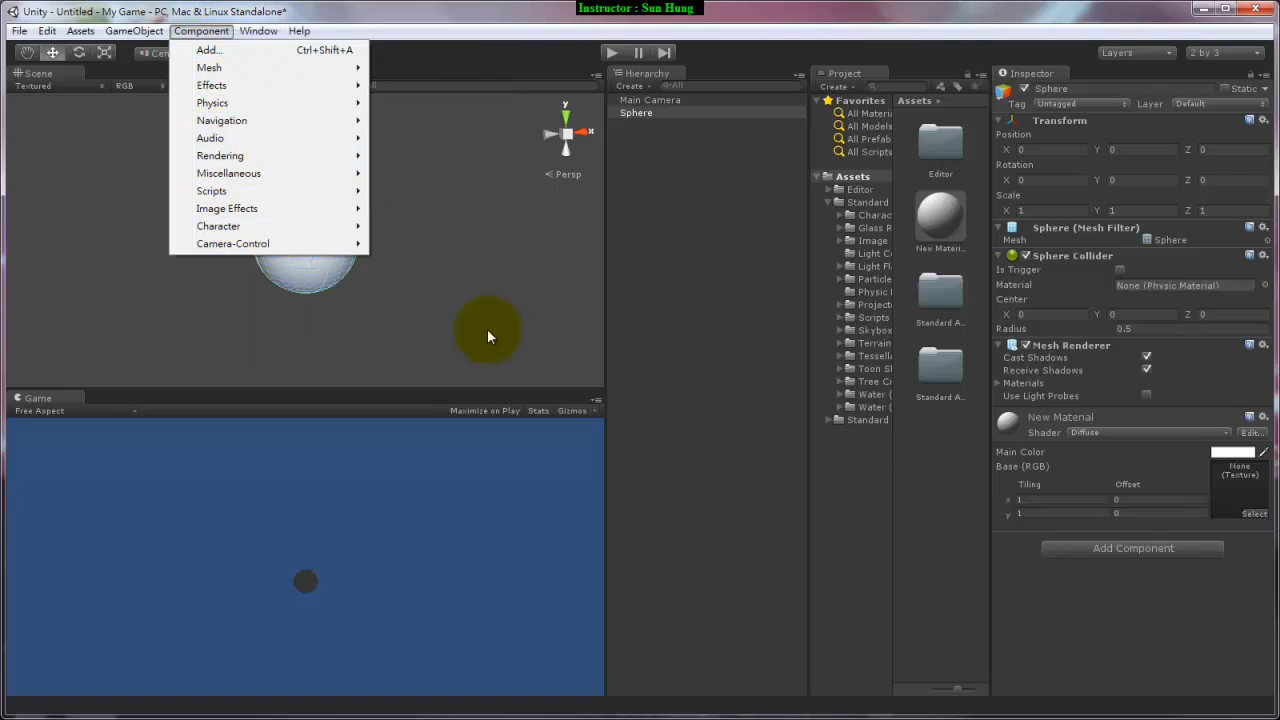 Instructor : Sun Hung
Unity - Untitled - My Game - PC, Mac & Linux Standalone*
File Edit Assets GameObject Component Window Help
Cen
Layers
2 by 3
Add... Ctrl+Shift+A
Mesh
Effects
Physics
Navigation
Audio
Rendering
Miscellaneous
Scripts
Image Effects
Character
Camera-Control
Scene
Textured RGB All
y
x
Persp
Game
Free Aspect Maximize on Play Stats Gizmos
Hierarchy
Create All
Main Camera
Sphere
Project
Create
Favorites
All Materi
All Models
All Prefab
All Scripts
Assets
Editor
Standard
Charac
Glass R
Image
Light C
Light Fl
Particle
Physic
Project
Scripts
Skybox
Terrain
Tessell
Toon S
Tree Cr
Water (
Water (
Standard
Assets
Editor
New Materi...
Standard A...
Standard A...
Inspector
Sphere Static
Tag Untagged Layer Default
Transform
Position
X 0 Y 0 Z 0
Rotation
X 0 Y 0 Z 0
Scale
X 1 Y 1 Z 1
Sphere (Mesh Filter)
Mesh Sphere
Sphere Collider
Is Trigger
Material None (Physic Material)
Center
X 0 Y 0 Z 0
Radius 0.5
Mesh Renderer
Cast Shadows
Receive Shadows
Materials
Use Light Probes
New Material
Shader Diffuse Edit...
Main Color
Base (RGB)
None
(Texture)
Tiling Offset
x 1 0
y 1 0
Select
Add Component